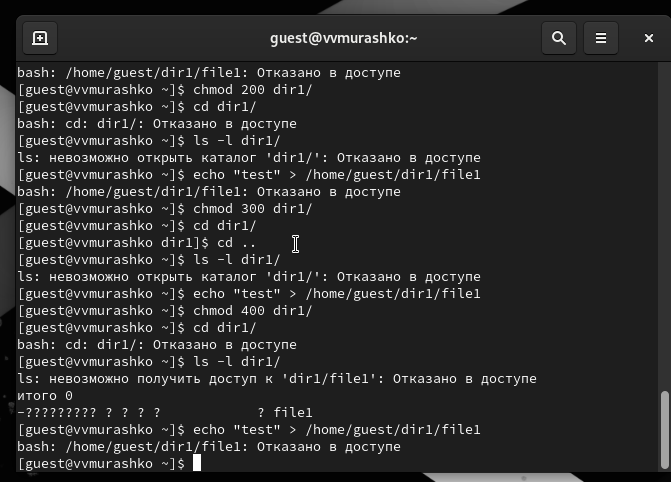 guest@vvmurashko:~
bash: /home/guest/dir1/file1: Отказано в доступе
[guest@vvmurashko ~]$ chmod 200 dir1/
[guest@vvmurashko ~]$ cd dir1/
bash: cd: dir1/: Отказано в доступе
[guest@vvmurashko ~]$ ls -l dir1/
ls: невозможно открыть каталог 'dir1/': Отказано в доступе
[guest@vvmurashko ~]$ echo "test" > /home/guest/dir1/file1
bash: /home/guest/dir1/file1: Отказано в доступе
[guest@vvmurashko ~]$ chmod 300 dir1/
[guest@vvmurashko ~]$ cd dir1/
[guest@vvmurashko dir1]$ cd ..
[guest@vvmurashko ~]$ ls -l dir1/
ls: невозможно открыть каталог 'dir1/': Отказано в доступе
[guest@vvmurashko ~]$ echo "test" > /home/guest/dir1/file1
[guest@vvmurashko ~]$ chmod 400 dir1/
[guest@vvmurashko ~]$ cd dir1/
bash: cd: dir1/: Отказано в доступе
[guest@vvmurashko ~]$ ls -l dir1/
ls: невозможно получить доступ к 'dir1/file1': Отказано в доступе
итого 0
-????????? ? ? ? ?            ? file1
[guest@vvmurashko ~]$ echo "test" > /home/guest/dir1/file1
bash: /home/guest/dir1/file1: Отказано в доступе
[guest@vvmurashko ~]$